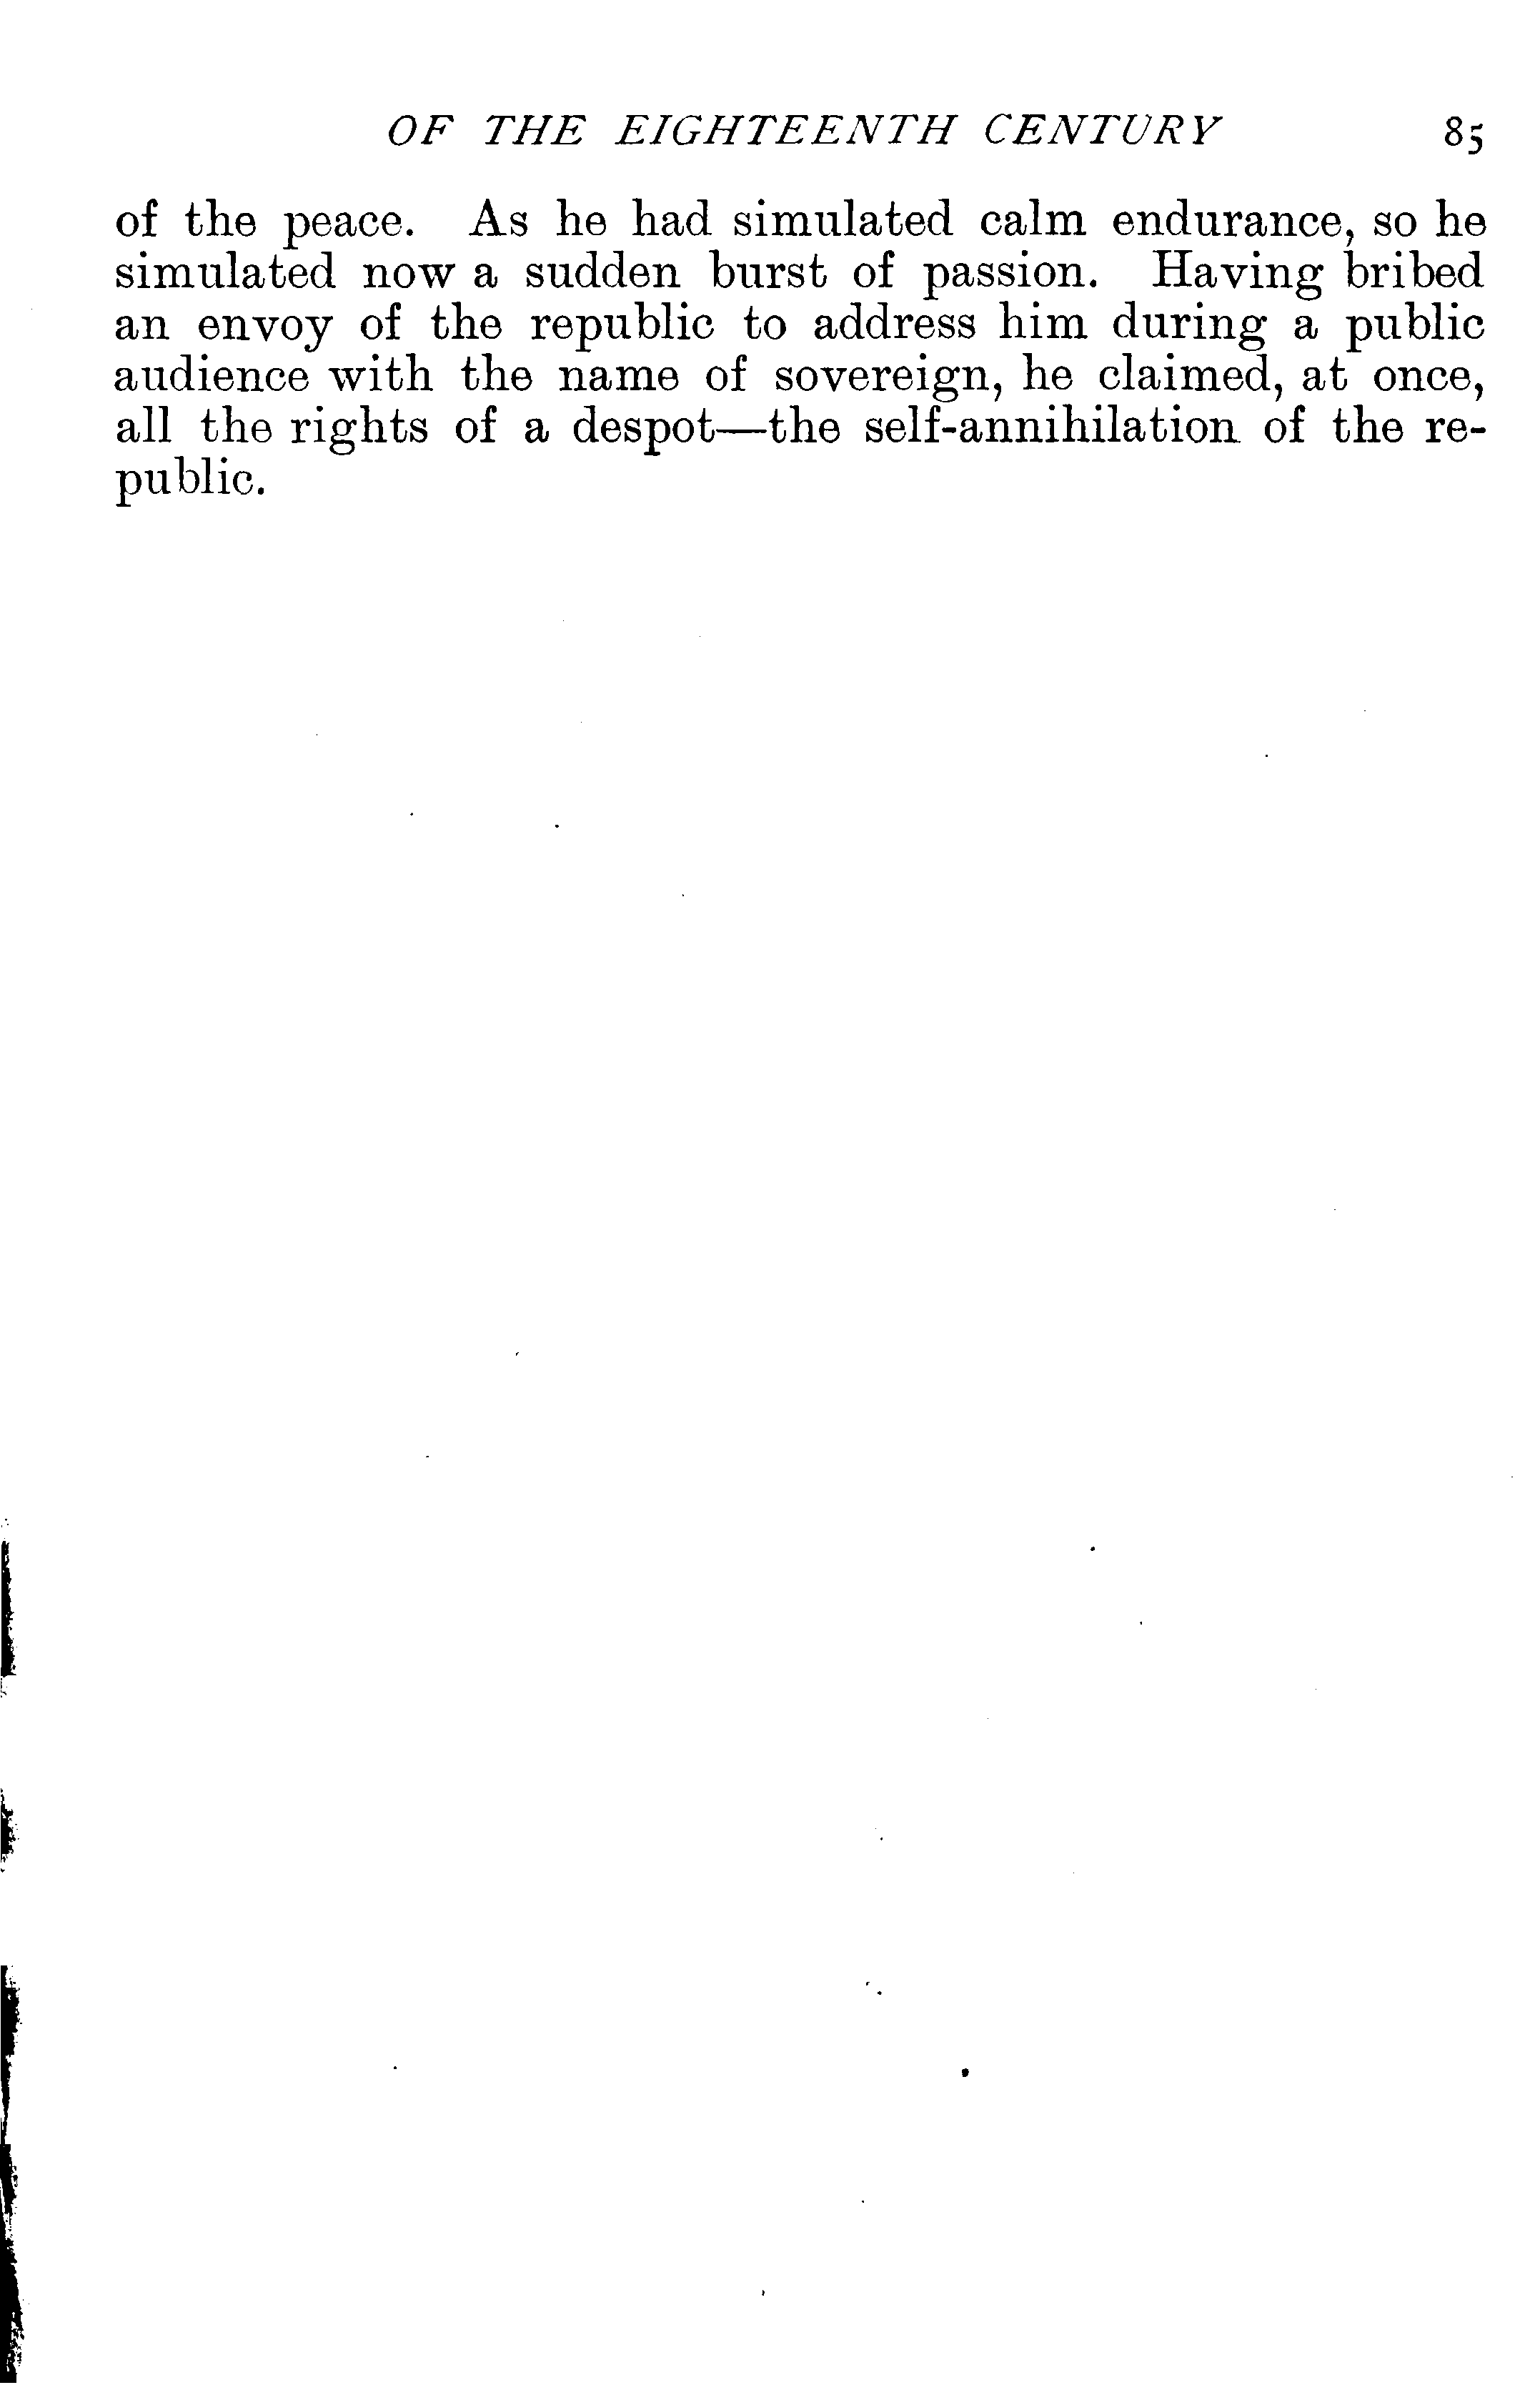 OF THE EIGHTEENTH CENTURY 85
of the peace. As he had simulated calm endurance, so he
simulated now a sudden burst of passion. Having bribed
an envoy of the republic to address him during a public
audience with the name of sovereign, he claimed, at once,
all the rights of a despot—the self-annihilation of the re-
public.